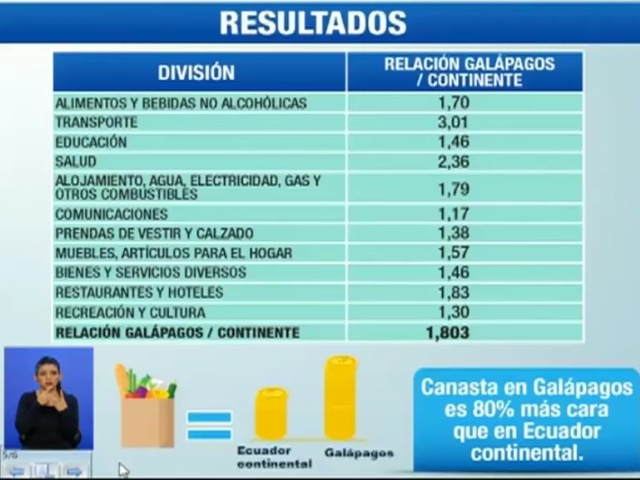 RESULTADOS
DIVISIÓN
RELACIÓN GALÁPAGOS
/ CONTINENTE
ALIMENTOS Y BEBIDAS NO ALCOHÓLICAS 1,70
TRANSPORTE 3,01
EDUCACIÓN 1,46
SALUD 2,36
ALOJAMIENTO, AGUA, ELECTRICIDAD, GAS Y
OTROS COMBUSTIBLES 1,79
COMUNICACIONES 1,17
PRENDAS DE VESTIR Y CALZADO 1,38
MUEBLES, ARTÍCULOS PARA EL HOGAR 1,57
BIENES Y SERVICIOS DIVERSOS 1,46
RESTAURANTES Y HOTELES 1,83
RECREACIÓN Y CULTURA 1,30
RELACIÓN GALÁPAGOS / CONTINENTE 1,803
Ecuador
continental
Galápagos
Canasta en Galápagos
es 80% más cara
que en Ecuador
continental.
5/6